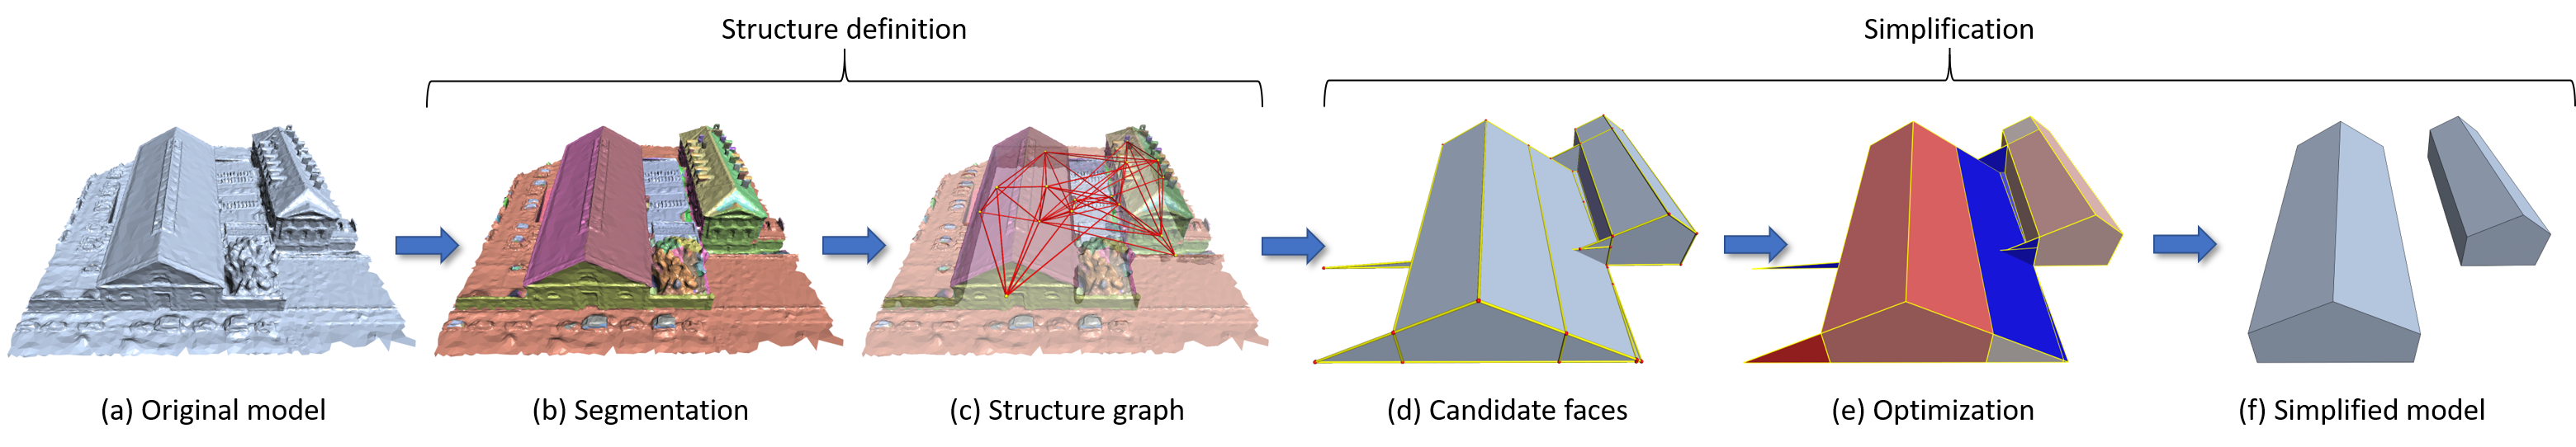 Structure definition
Simplification
(a) Original model
(b) Segmentation
(c) Structure graph
(d) Candidate faces
(e) Optimization
(f) Simplified model